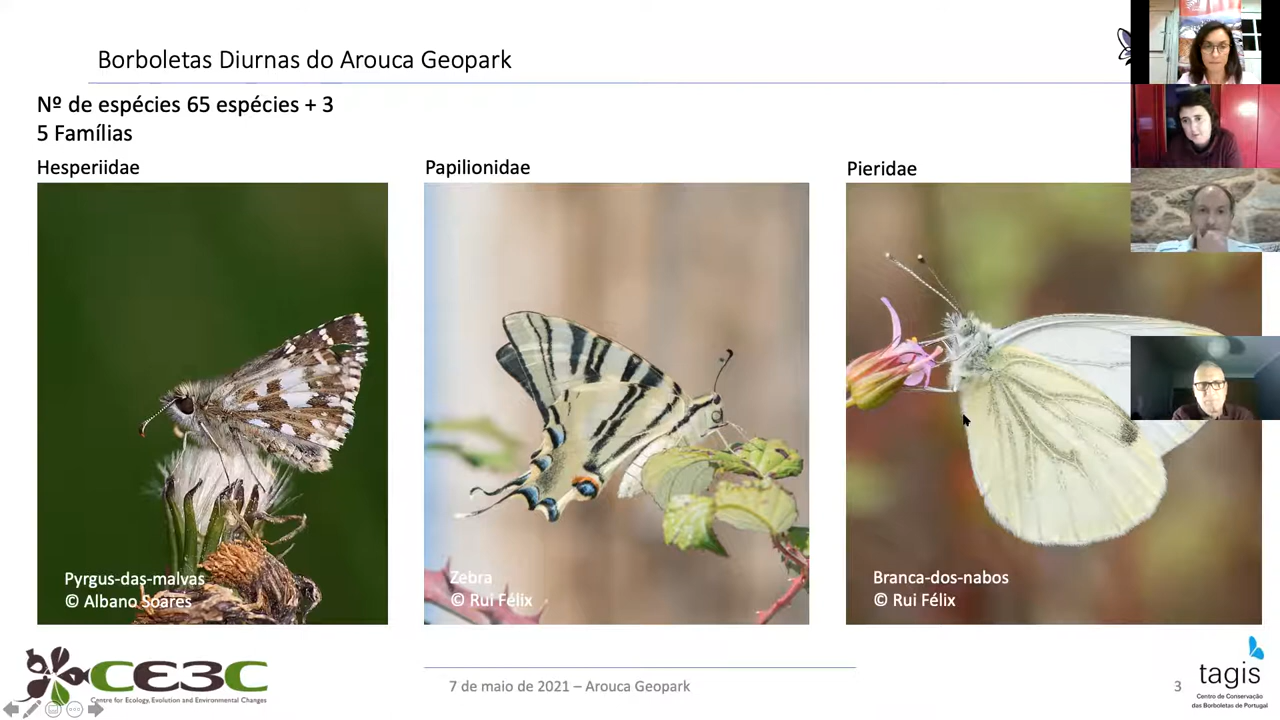 Borboletas Diurnas do Arouca Geopark
Nº de espécies 65 espécies + 3
5 Famílias
Hesperiidae
Papilionidae
Pieridae
Pyrgus-das-malvas
© Albano Soares
Zebra
© Rui Félix
Branca-dos-nabos
© Rui Félix
CE3C
Centre for Ecology, Evolution and Environmental Changes
7 de maio de 2021 – Arouca Geopark
3
tagis
Centro de Conservação
das Borboletas de Portugal